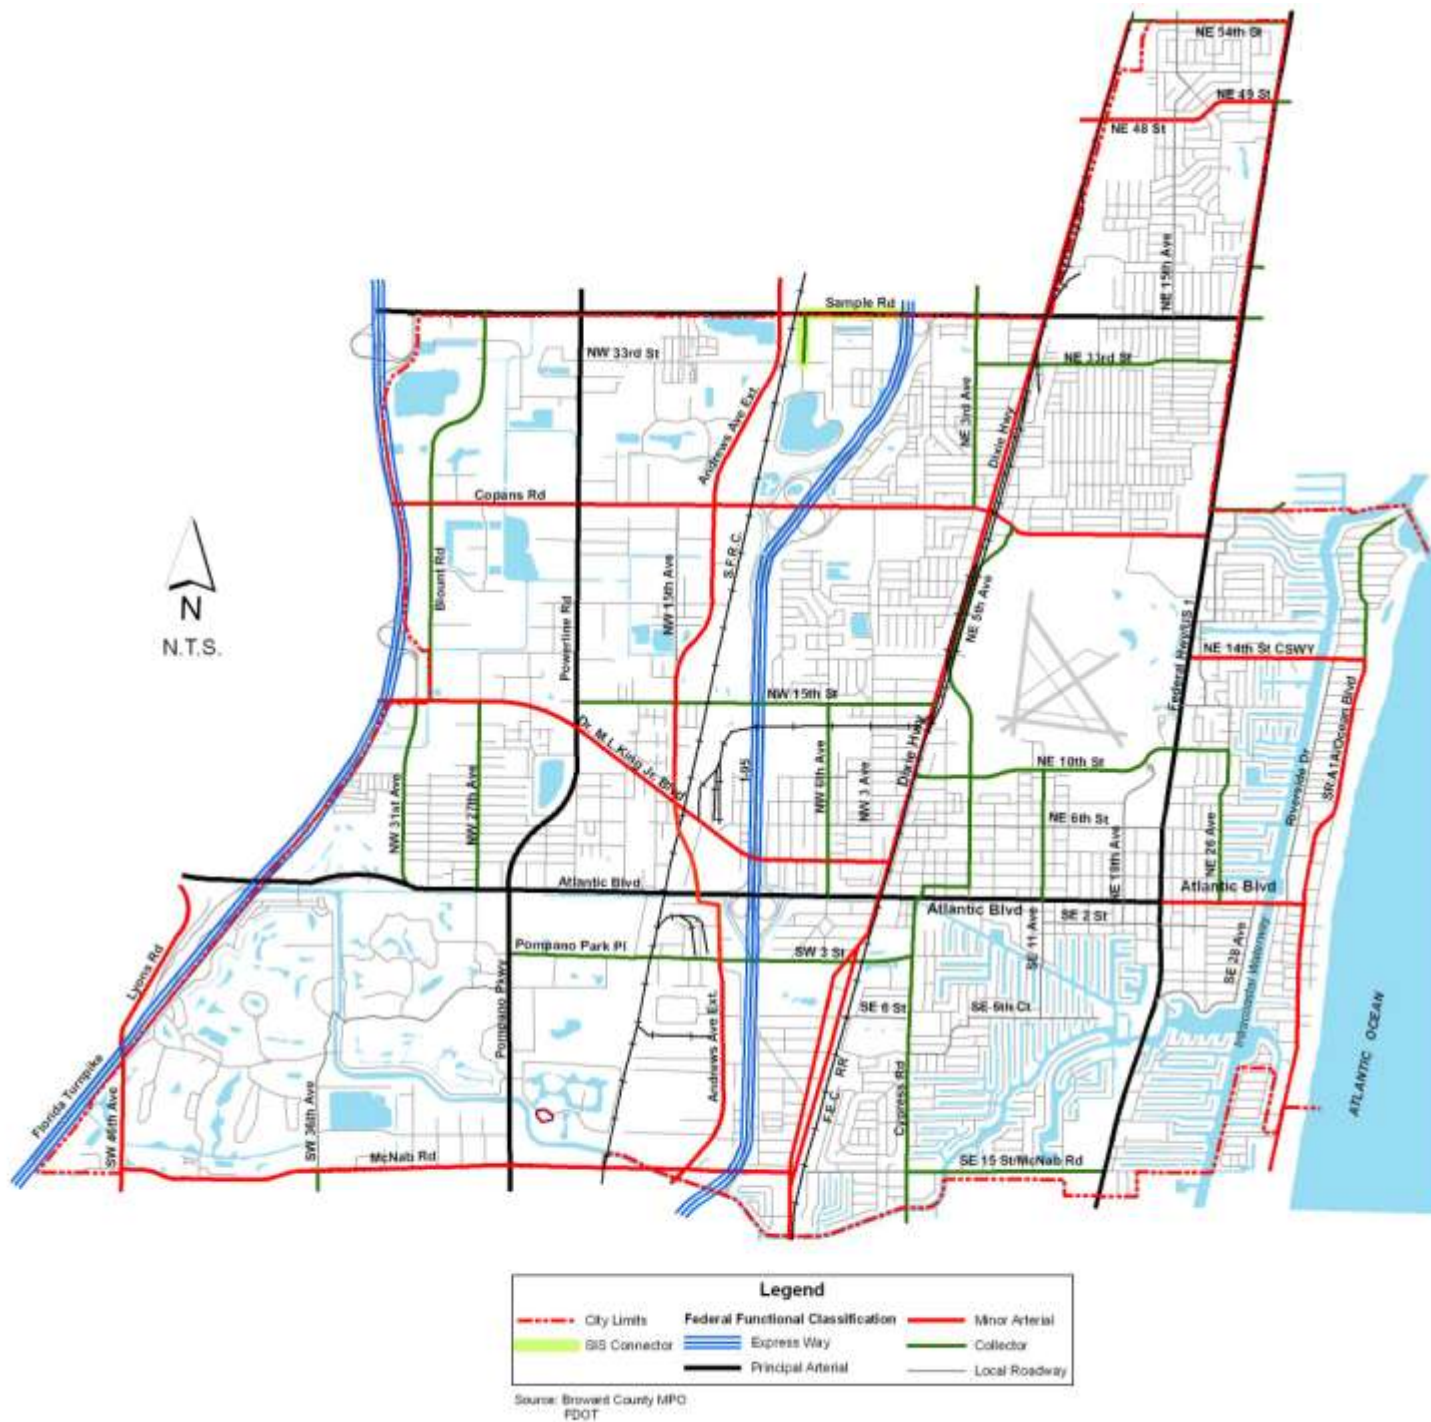 NE 54th St
NE 49 St
NE 48 St
NE 15th Ave
Sample Rd
NW 33rd St
NE 33rd St
Andrews Ave Ext.
NE 3rd Ave
Dixie Hwy
Copans Rd
S.F.R.C.
Blount Rd
NW 15th Ave
NE 5th Ave
N
N.T.S.
Powerline Rd
Federal Hwy/US 1
NE 14th St CSWY
NW 15th St
SR A1A/Ocean Blvd
Dr. M.L.King Jr. Blvd
Dixie Hwy
I-95
NE 10th St
Riverside Dr
NW 31st Ave
NW 27th Ave
NW 6th Ave
NW 3 Ave
NE 6th St
NE 26 Ave
Atlantic Blvd
Atlantic Blvd
Atlantic Blvd
SE 2 St
Lyons Rd
Pompano Park Pl
SW 3 St
SE 11 Ave
SE 28 Ave
Intracoastal Waterway
Pompano Pkwy
Andrews Ave Ext.
SE 6 St
F.E.C. RR
Cypress Rd
ATLANTIC OCEAN
Florida Turnpike
SW 46th Ave
SW 36th Ave
McNab Rd
SE 15 St/McNab Rd
Legend
City Limits
Federal Functional Classification
Minor Arterial
SIS Connector
Express Way
Collector
Principal Arterial
Local Roadway
Source: Broward County MPO
FDOT